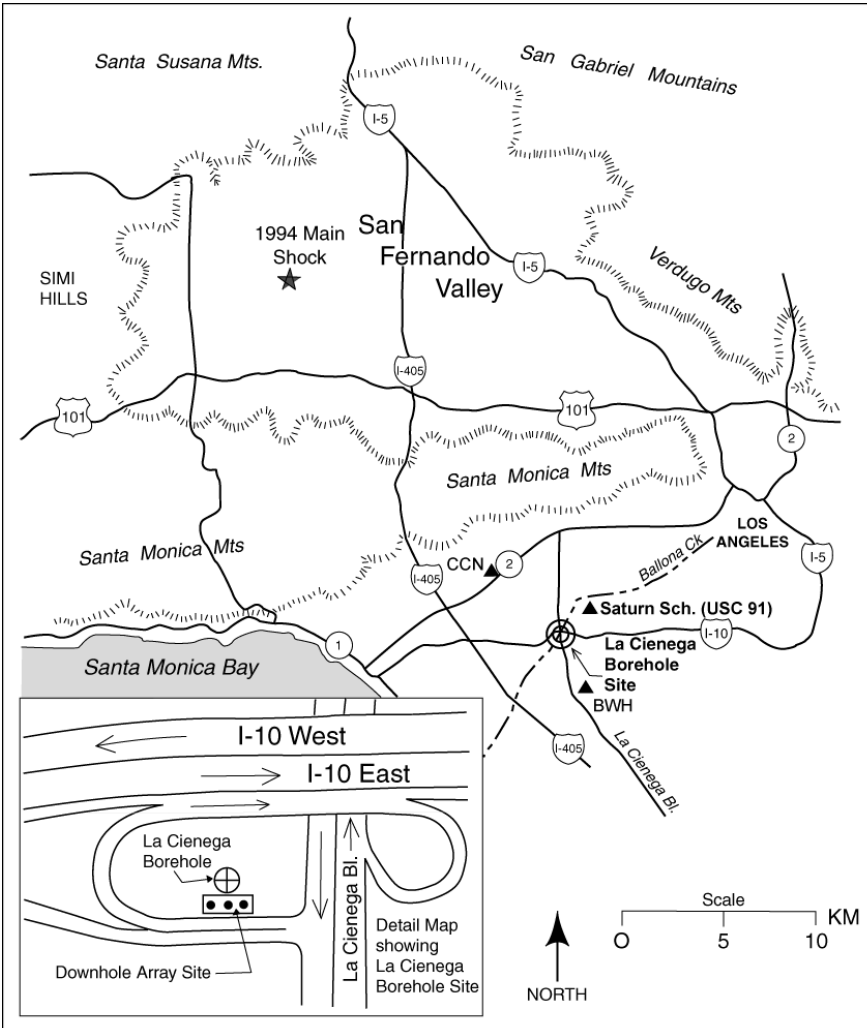 Santa Susana Mts.
San Gabriel Mountains
I-5
1994 Main
Shock
San
Fernando
Valley
I-5
SIMI
HILLS
Verdugo Mts
I-405
101
101
2
Santa Monica Mts
LOS
ANGELES
Santa Monica Mts
CCN
2
I-405
Ballona Ck
I-5
Saturn Sch. (USC 91)
1
I-10
La Cienega
Borehole
Site
Santa Monica Bay
BWH
I-405
La Cienega Bl.
I-10 West
I-10 East
La Cienega
Borehole
La Cienega Bl.
Detail Map
showing
La Cienega
Borehole Site
Downhole Array Site
NORTH
Scale
KM
O 5 10